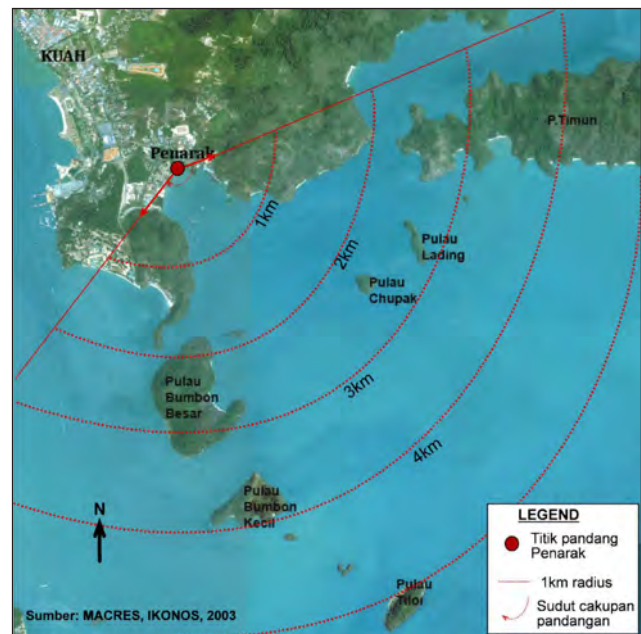 KUAH
Penarak
P.Timun
1km
2km
Pulau
Lading
Pulau
Chupak
3km
Pulau
Bumbon
Besar
4km
Pulau
Bumbon
Kecil
N
Pulau
Tiloi
LEGEND
Titik pandang
Penarak
1km radius
Sudut cakupan
pandangan
Sumber: MACRES, IKONOS, 2003